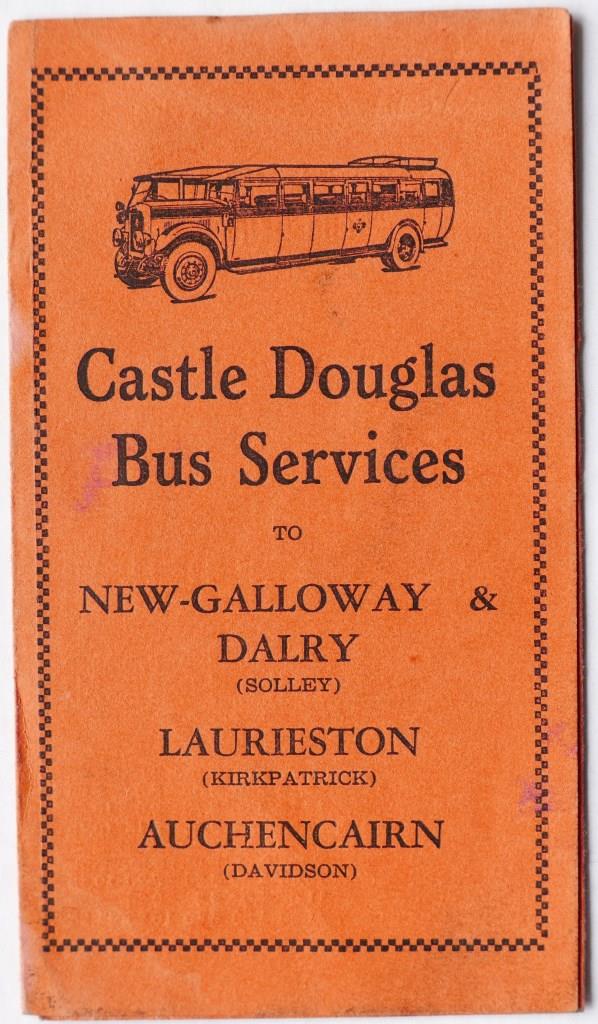 Castle Douglas
Bus Services
TO
NEW-GALLOWAY &
DALRY
(SOLLEY)
LAURIESTON
(KIRKPATRICK)
AUCHENCAIRN
(DAVIDSON)